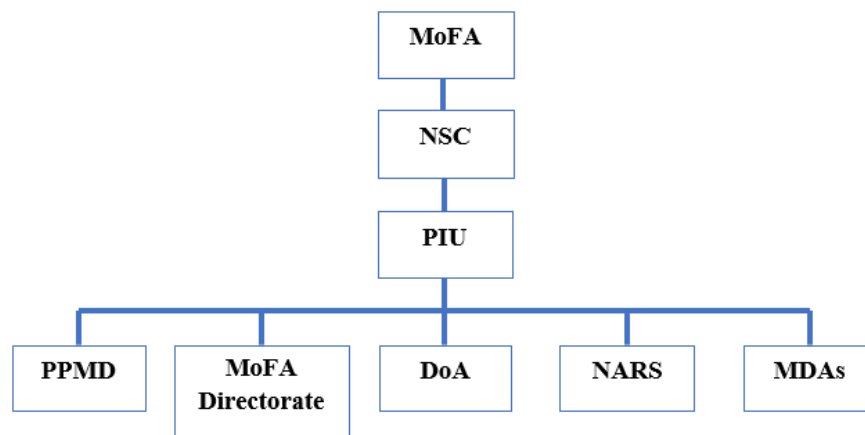 MoFA
NSC
PIU
PPMD
MoFA
Directorate
DoA
NARS
MDAs